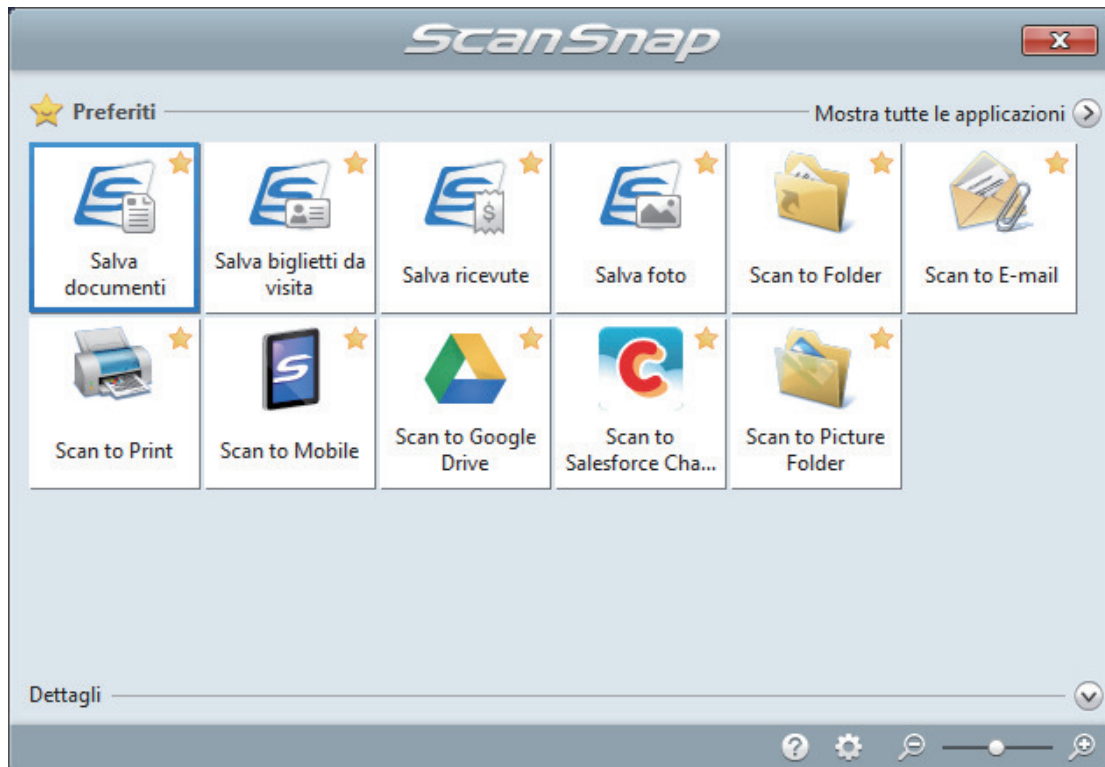 ScanSnap
Preferiti
Mostra tutte le applicazioni
Salva
documenti
Salva biglietti da
visita
Salva ricevute
Salva foto
Scan to Folder
Scan to E-mail
Scan to Print
Scan to Mobile
Scan to Google
Drive
Scan to
Salesforce Cha...
Scan to Picture
Folder
Dettagli